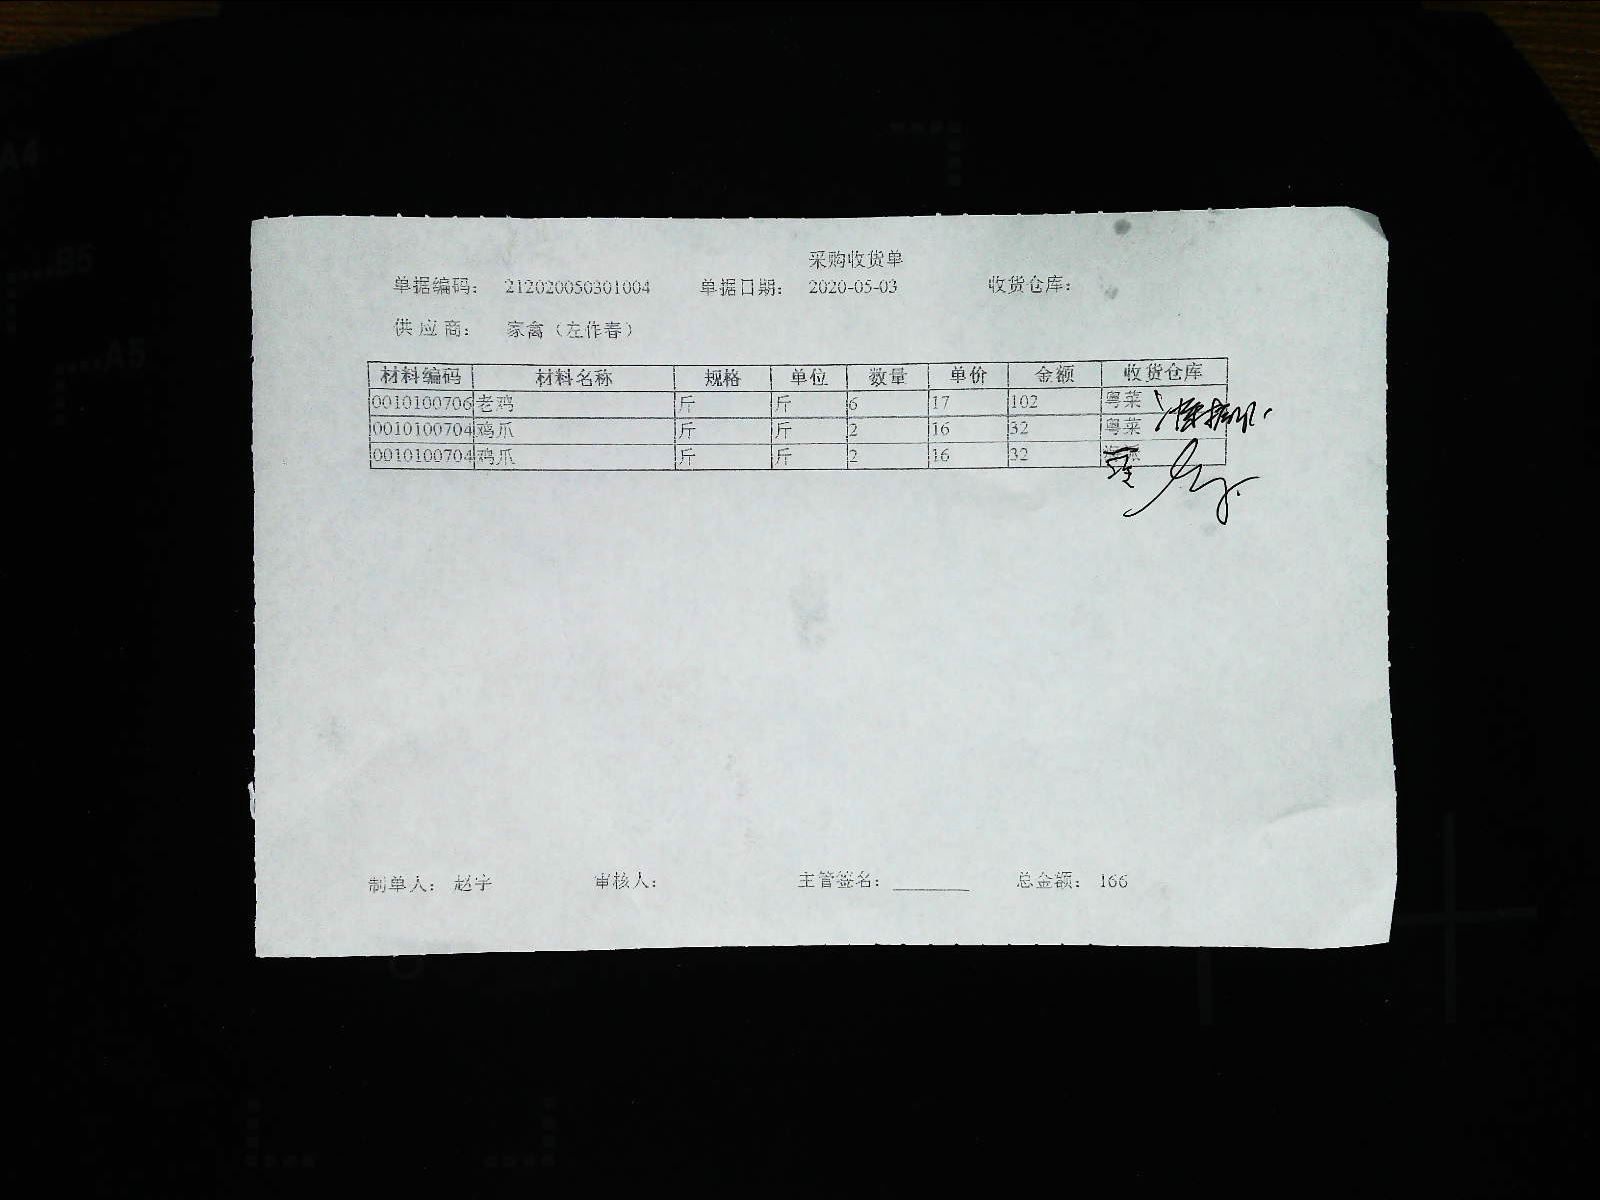 采购收货单
单据编码： 212020050301004 单据日期： 2020-05-03 收货仓库：
供应商： 家禽（左作春）
材料编码 材料名称 规格 单位 数量 单价 金额 收货仓库
0010100706 老鸡 斤 斤 6 17 102 粤菜
0010100704 鸡爪 斤 斤 2 16 32 粤菜
0010100704 鸡爪 斤 斤 2 16 32
制单人： 赵宇 审核人： 主管签名： ________ 总金额： 166
A4
B5
A5